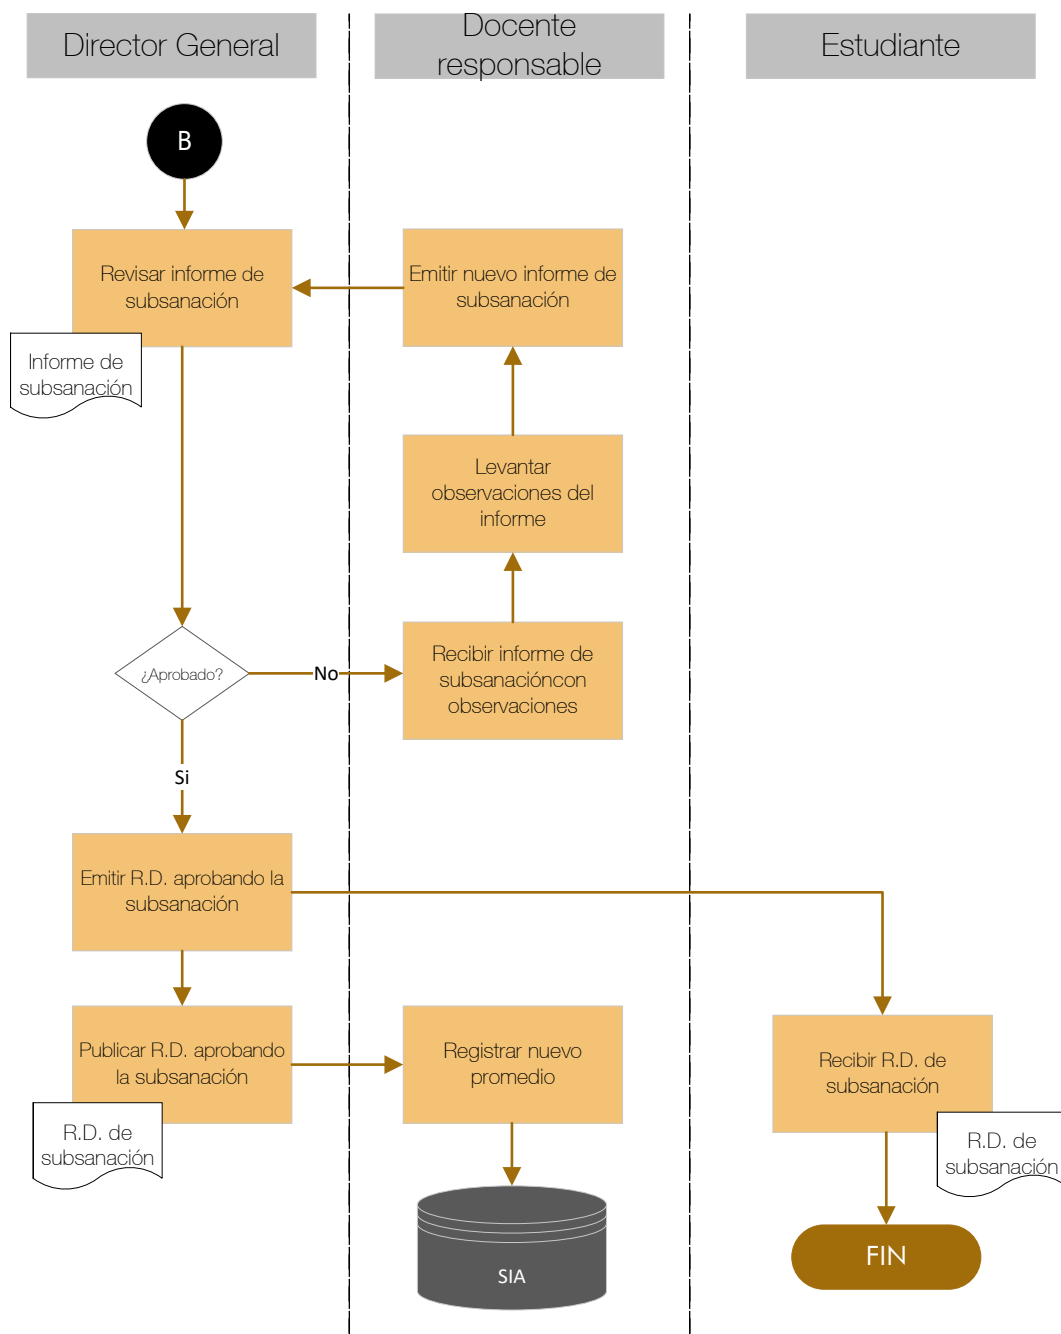 Director General
Docente
responsable
Estudiante
B
Revisar informe de
subsanación
Emitir nuevo informe de
subsanación
Informe de
subsanación
Levantar
observaciones del
informe
¿Aprobado?
No
Recibir informe de
subsanacióncon
observaciones
Si
Emitir R.D. aprobando la
subsanación
Publicar R.D. aprobando
la subsanación
Registrar nuevo
promedio
Recibir R.D. de
subsanación
R.D. de
subsanación
R.D. de
subsanación
SIA
FIN